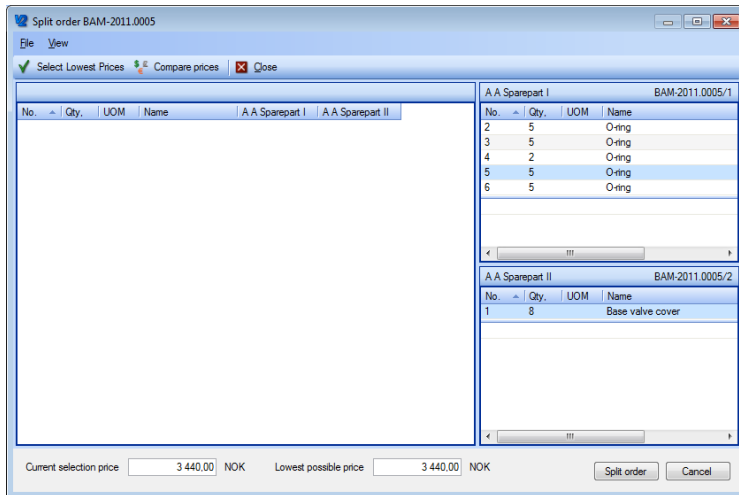 Split order BAM-2011.0005
File View
Select Lowest Prices Compare prices Close
No. Qty, UOM Name A A Sparepart I A A Sparepart II
A A Sparepart I BAM-2011.0005/1
No. Qty, UOM Name
2 5 O-ring
3 5 O-ring
4 2 O-ring
5 5 O-ring
6 5 O-ring
A A Sparepart II BAM-2011.0005/2
No. Qty, UOM Name
1 8 Base valve cover
Current selection price 3 440,00 NOK Lowest possible price 3 440,00 NOK
Split order Cancel